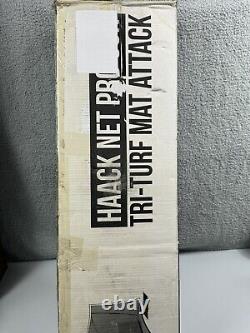 HAACK NET PRO
TRI-TURF MAT ATTACK